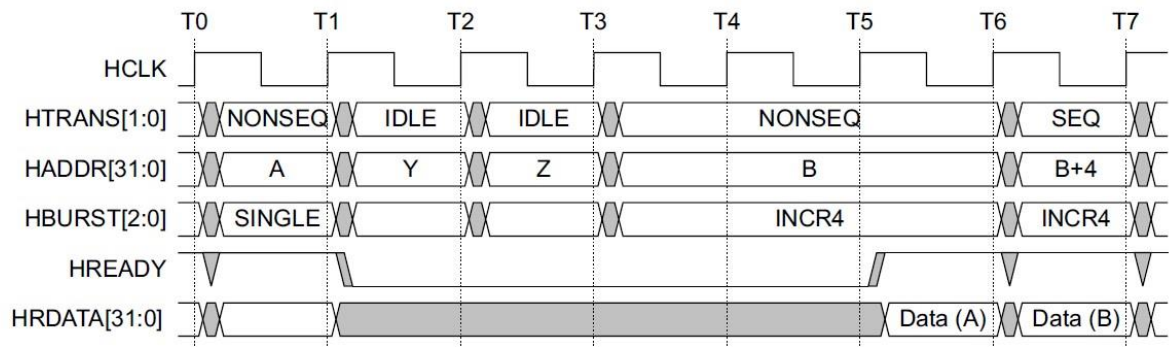 T0 T1 T2 T3 T4 T5 T6 T7
HCLK
HTRANS[1:0] NONSEQ IDLE IDLE NONSEQ SEQ
HADDR[31:0] A Y Z B B+4
HBURST[2:0] SINGLE INCR4 INCR4
HREADY
HRDATA[31:0] Data (A) Data (B)